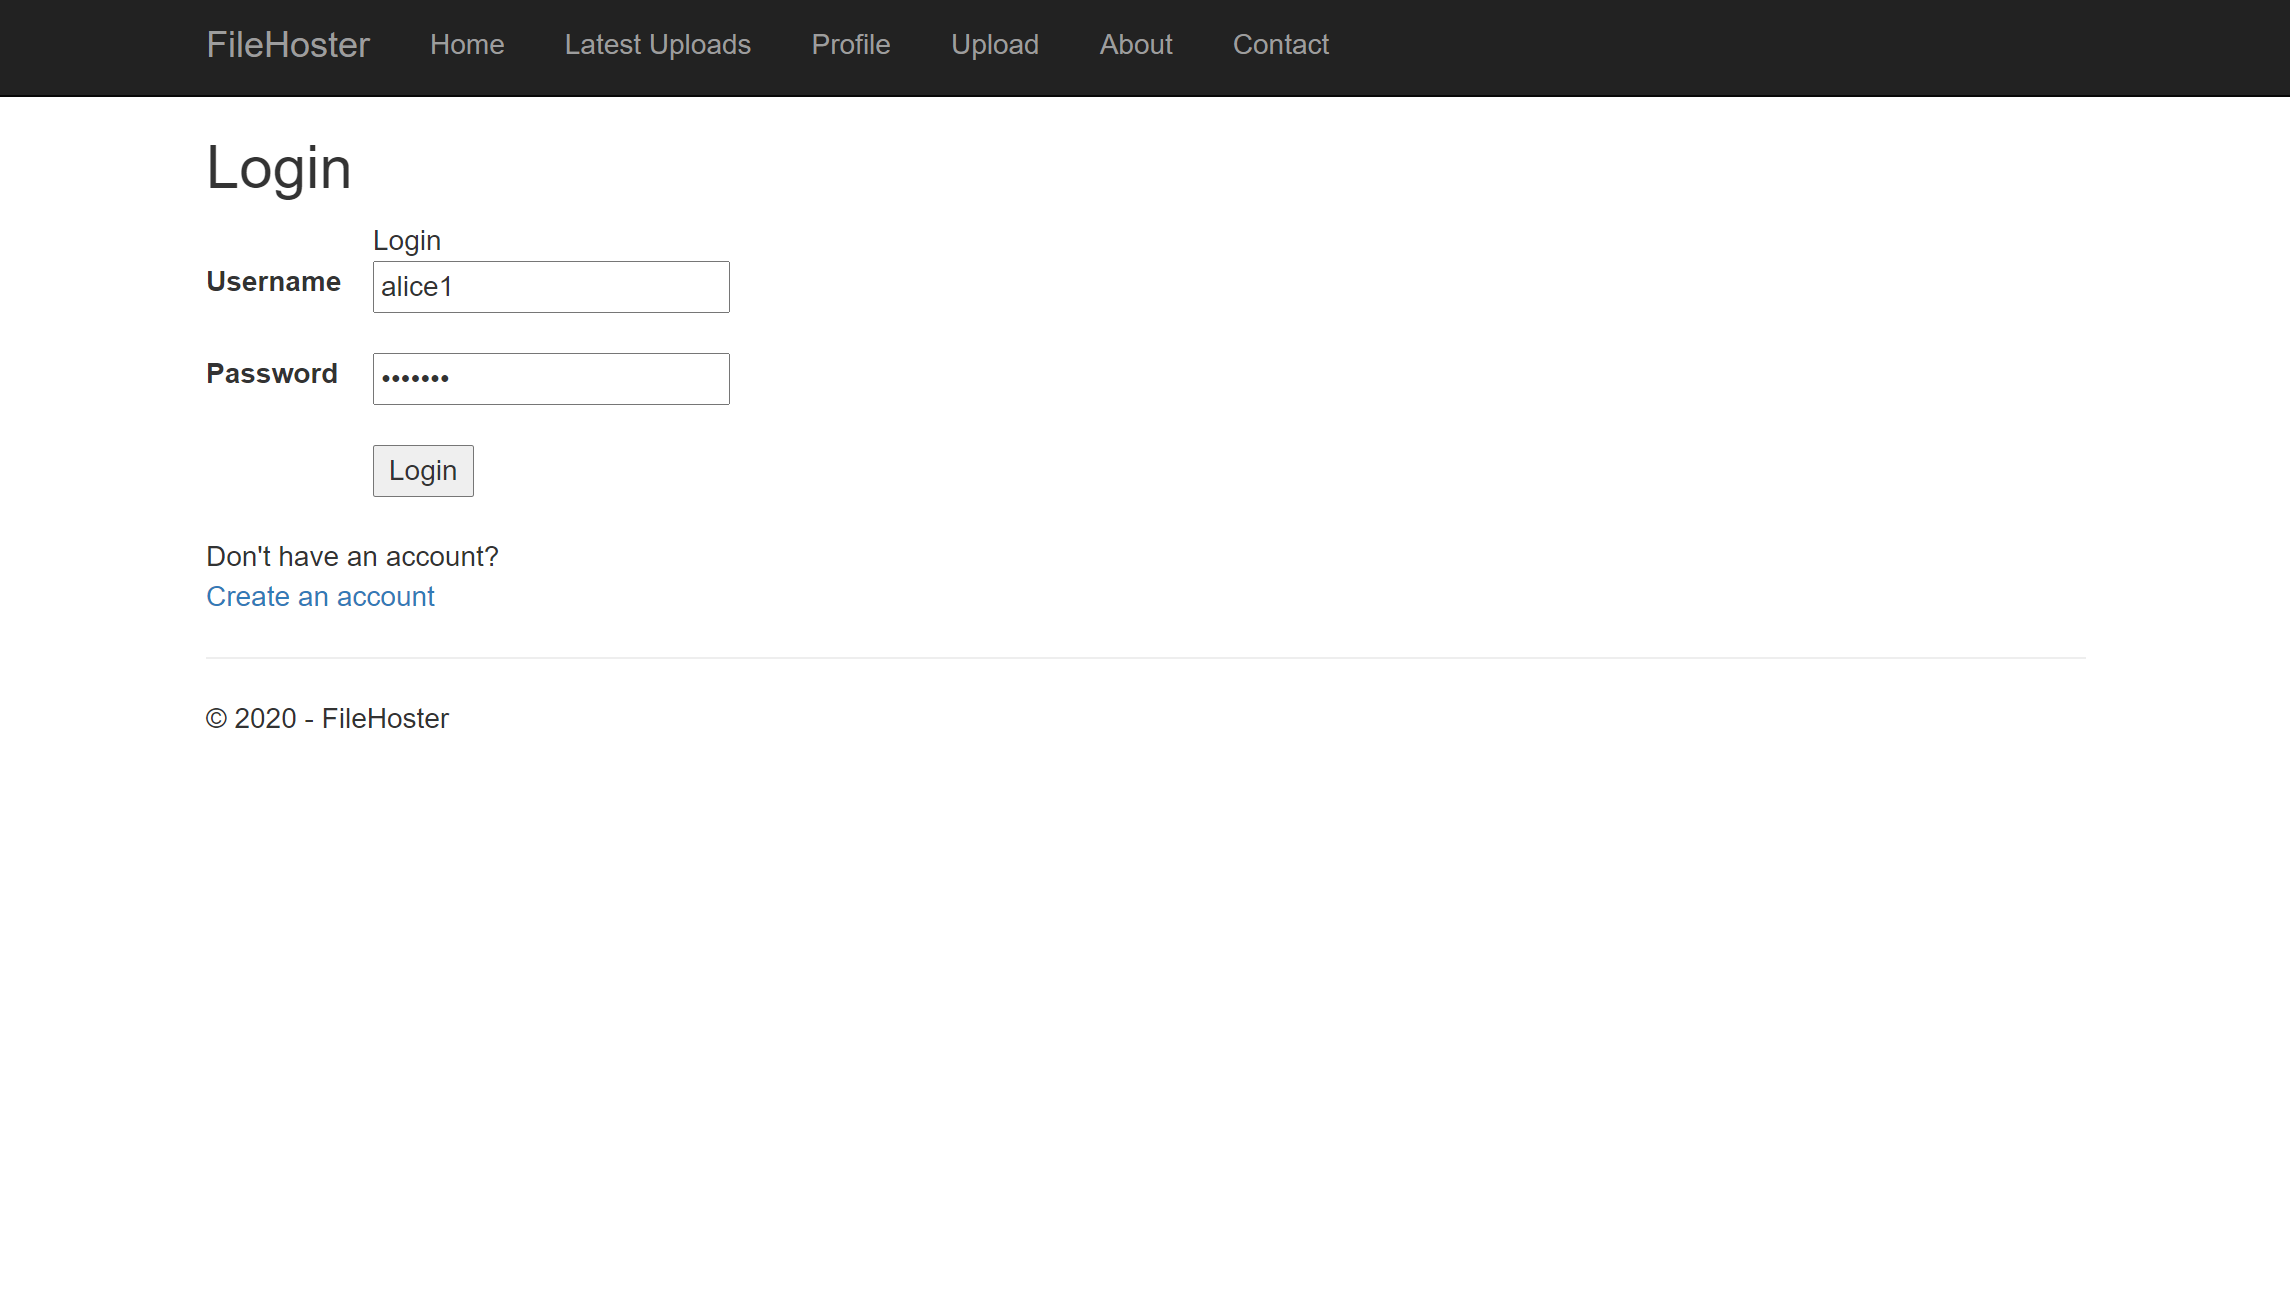 FileHoster Home Latest Uploads Profile Upload About Contact
Login
Login
Username alice1
Password •••••••
Login
Don't have an account?
Create an account
© 2020 - FileHoster